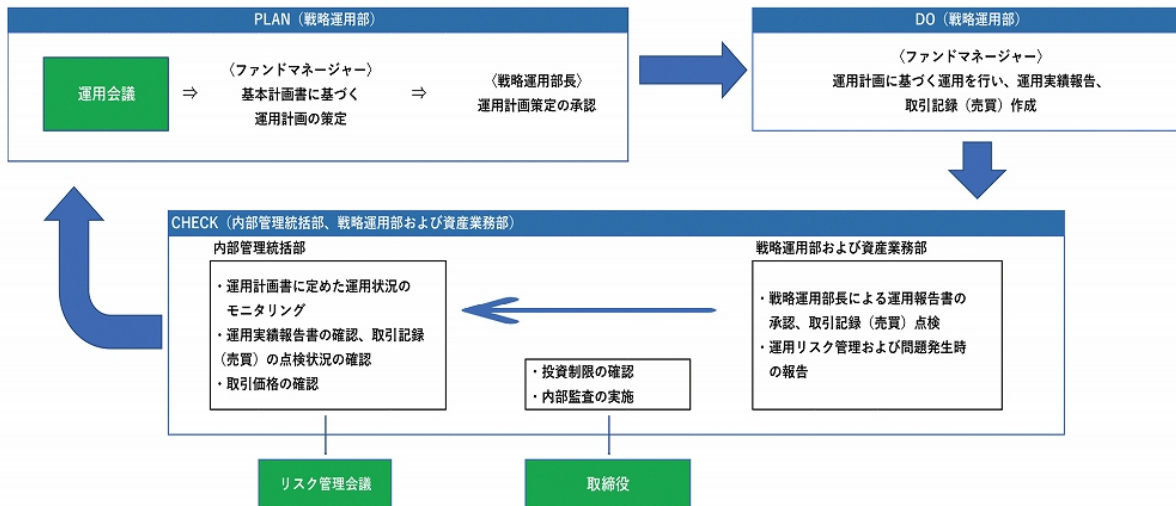 PLAN（戦略運用部）
運用会議
⇒
〈ファンドマネージャー〉
基本計画書に基づく
運用計画の策定
⇒
〈戦略運用部長〉
運用計画策定の承認
DO（戦略運用部）
〈ファンドマネージャー〉
運用計画に基づく運用を行い、運用実績報告、
取引記録（売買）作成
CHECK（内部管理統括部、戦略運用部および資産業務部）
内部管理統括部
・運用計画書に定めた運用状況の
モニタリング
・運用実績報告書の確認、取引記録
（売買）の点検状況の確認
・取引価格の確認
・投資制限の確認
・内部監査の実施
戦略運用部および資産業務部
・戦略運用部長による運用報告書の
承認、取引記録（売買）点検
・運用リスク管理および問題発生時
の報告
リスク管理会議
取締役